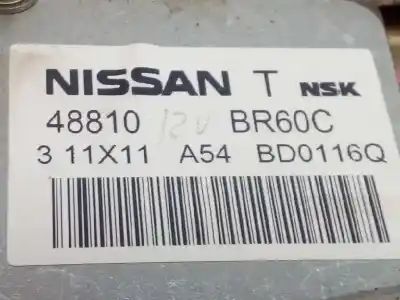 NISSAN T NSK
48810 12V BR60C
3 11X11 A54 BD0116Q